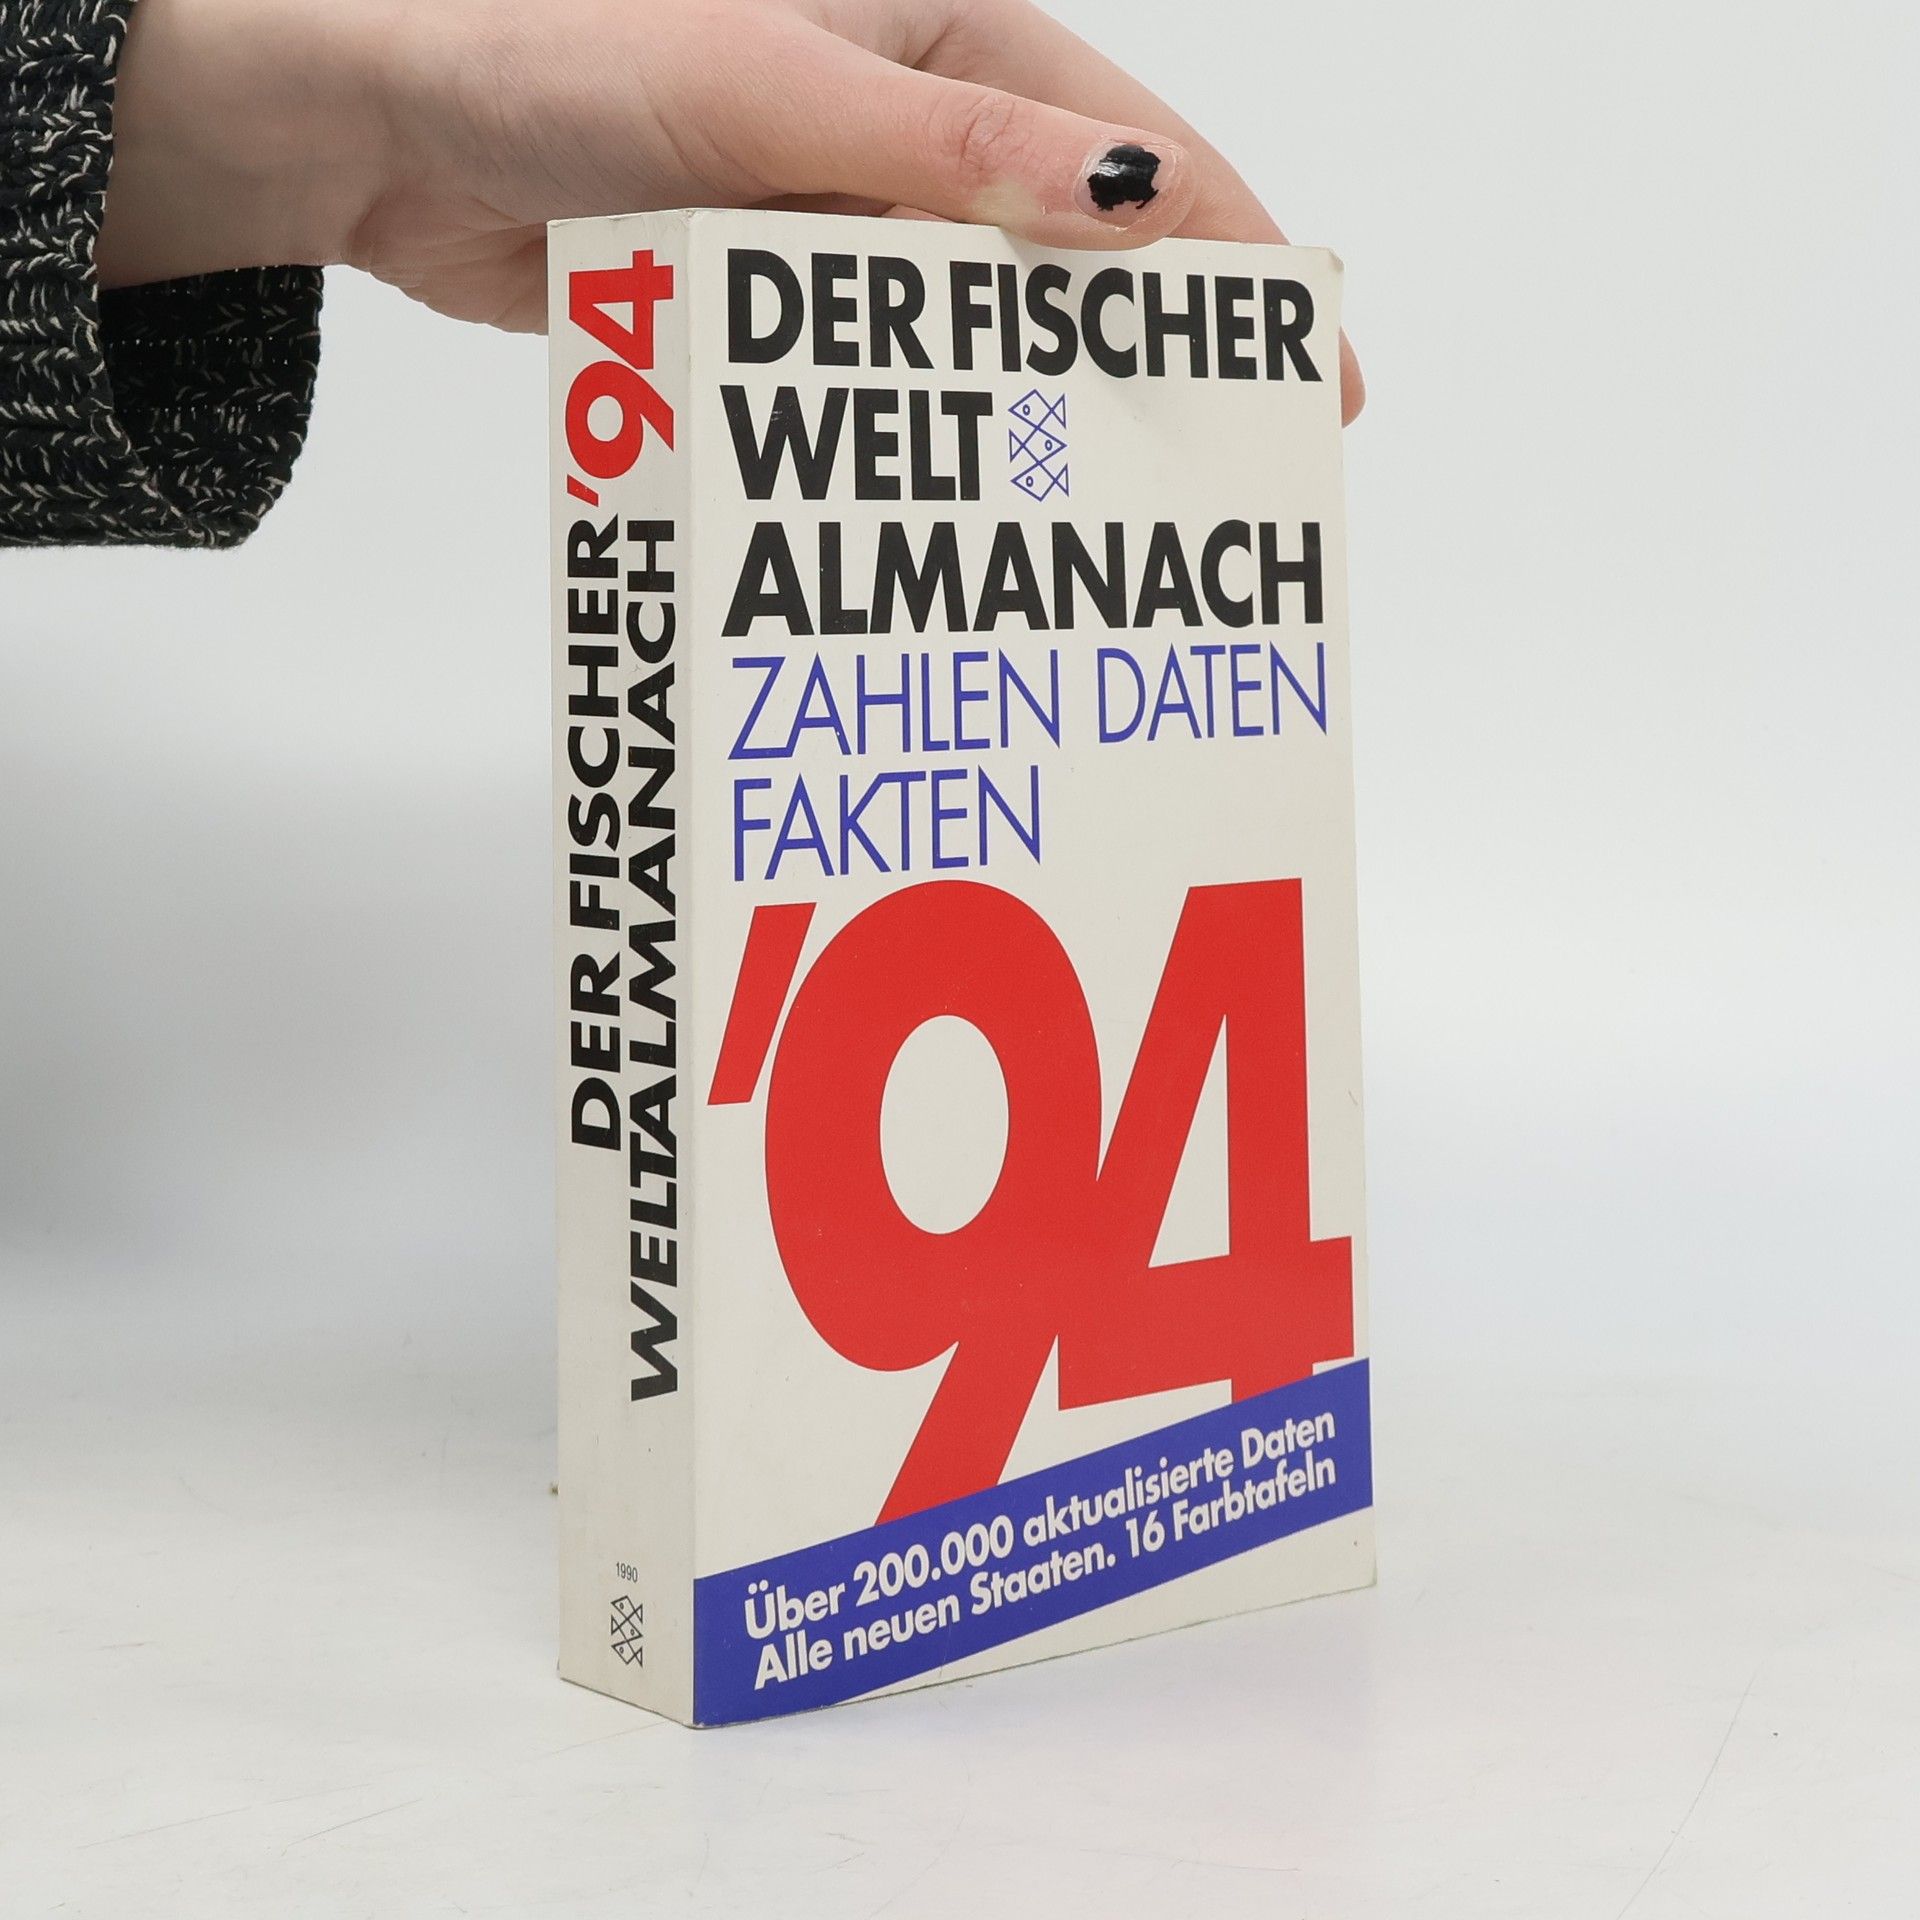 DER FISCHER
WELT
ALMANACH
ZAHLEN DATEN
FAKTEN
'94
Über 200.000 aktualisierte Daten
Alle neuen Staaten. 16 Farbtafeln
DER FISCHER '94
WELTALMANACH
1990